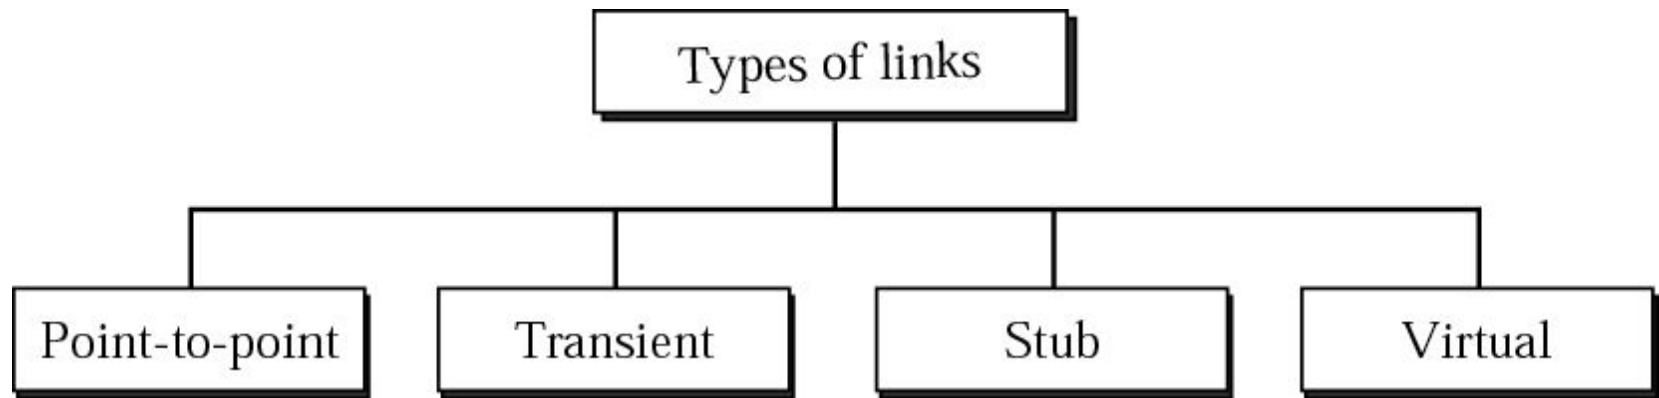 Types of links
Point-to-point
Transient
Stub
Virtual